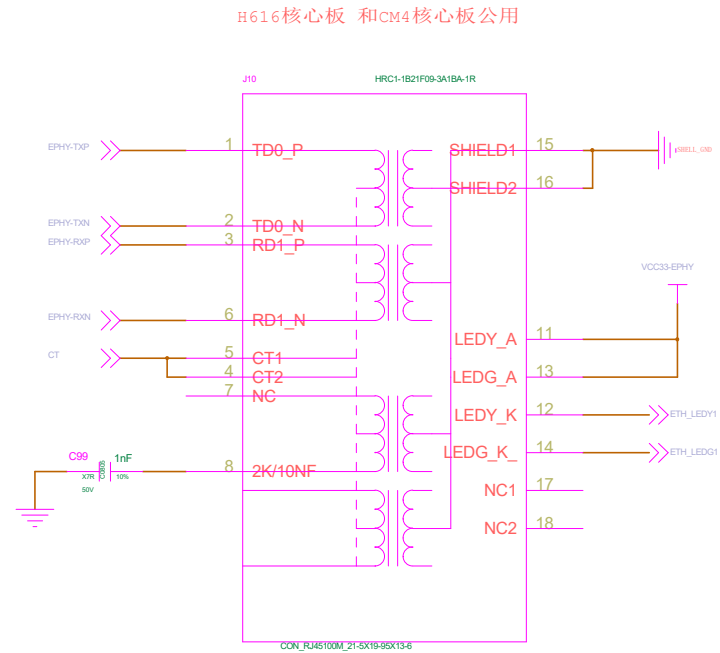 H616核心板 和CM4核心板公用
J10
HRC1-1B21F09-3A1BA-1R
EPHY-TXP
1
TD0_P
SHIELD1
15
SHELL_GND
SHIELD2
16
EPHY-TXN
2
TD0_N
EPHY-RXP
3
RD1_P
VCC33-EPHY
EPHY-RXN
6
RD1_N
LEDY_A
11
CT
5
CT1
4
CT2
LEDG_A
13
7
NC
LEDY_K
12
ETH_LEDY1
LEDG_K_
14
ETH_LEDG1
C99
1nF
C0805
X7R
10%
50V
8
2K/10NF
NC1
17
NC2
18
CON_RJ45100M_21-5X19-95X13-6